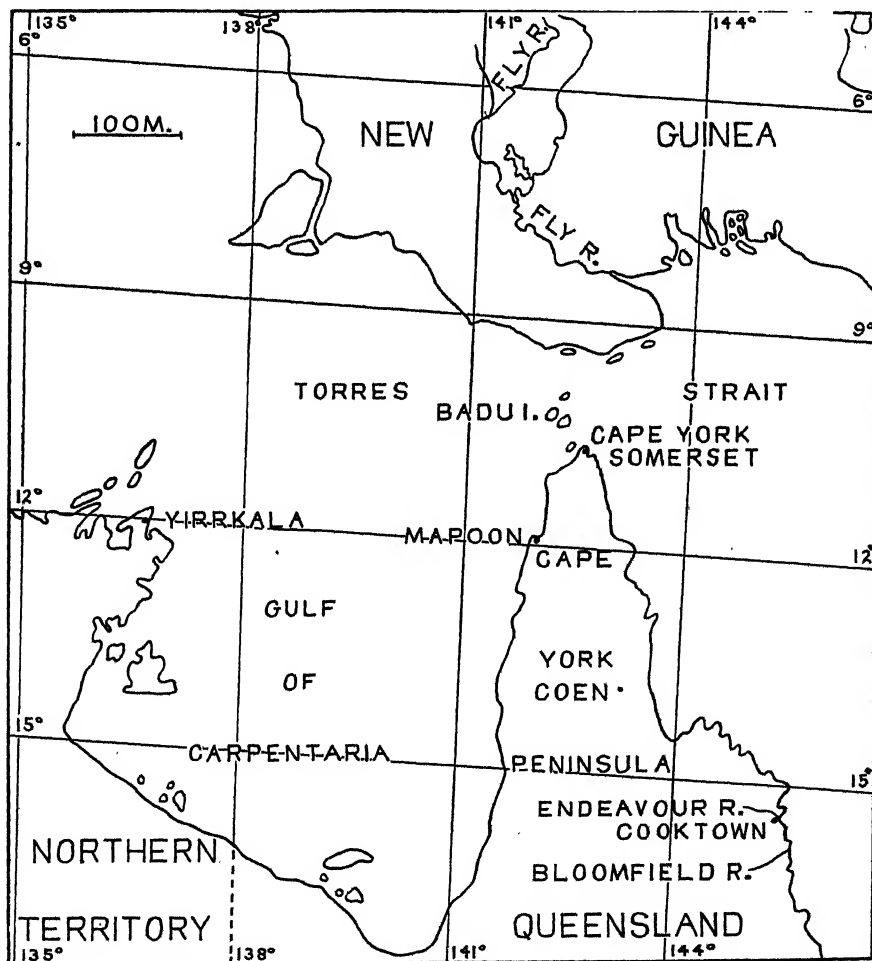 135° 138° 141° 144°
6°
FLY R.
6°
100M.
NEW GUINEA
FLY R.
9°
9°
TORRES STRAIT
BADU I.
CAPE YORK
SOMERSET
12°
YIRRKALA
MAPOON
12°
CAPE
GULF
YORK
OF
COEN
15°
CARPENTARIA
PENINSULA
15°
ENDEAVOUR R.
COOKTOWN
NORTHERN
BLOOMFIELD R.
TERRITORY
QUEENSLAND
135° 138° 141° 144°